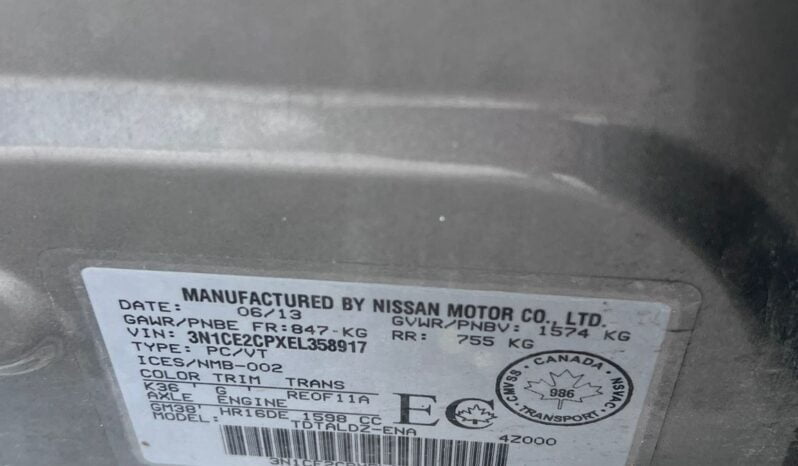 MANUFACTURED BY NISSAN MOTOR CO., LTD.
DATE: 06/13 GVWR/PNBV: 1574 KG
GAWR/PNBE FR:847-KG RR: 755 KG
VIN: 3N1CE2CPXEL358917
TYPE: PC/VT
ICES/NMB-002
COLOR TRIM TRANS
K36 G REOF11A
AXLE ENGINE
GM38 HR16DE 1598 CC
MODEL: TDTALDZ-ENA
4Z000
EC
CANADA
CMVSS 986 NSVAC
TRANSPORT